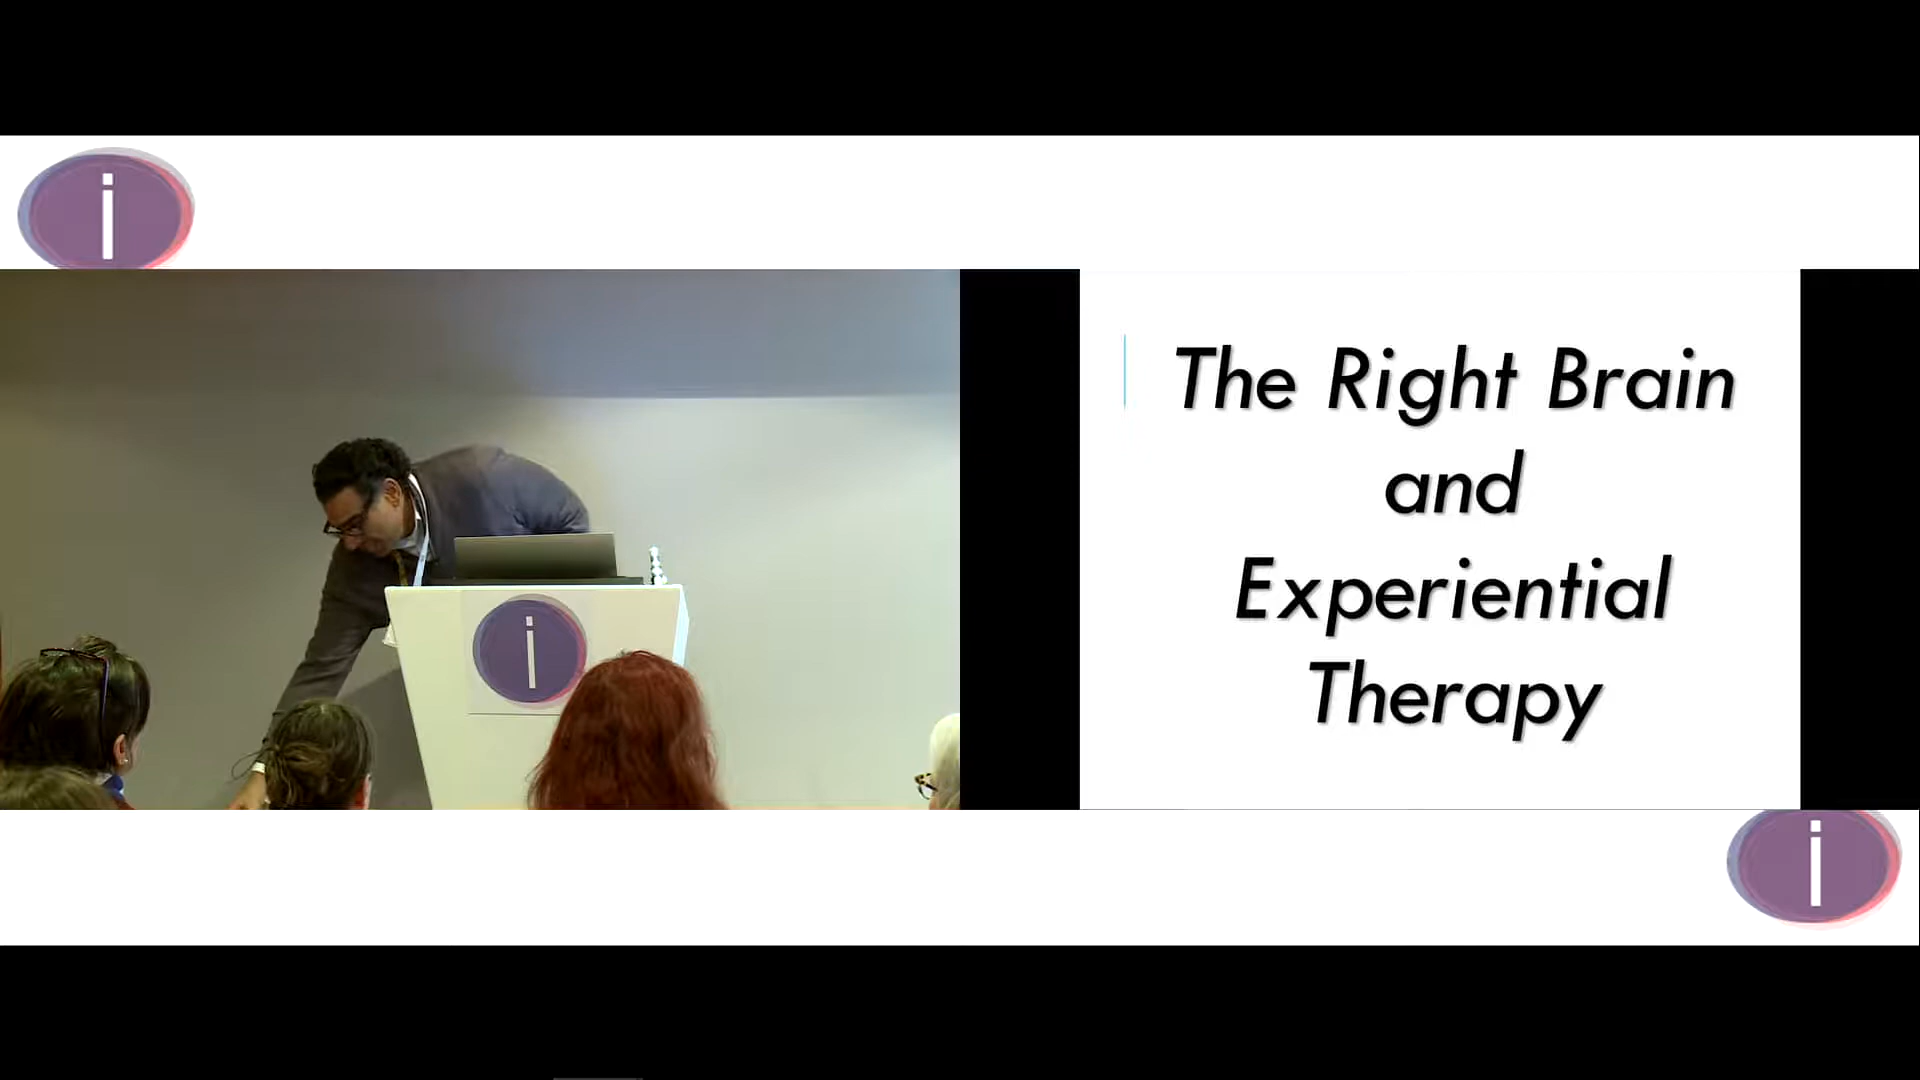 i
The Right Brain
and
Experiential
Therapy
i
i